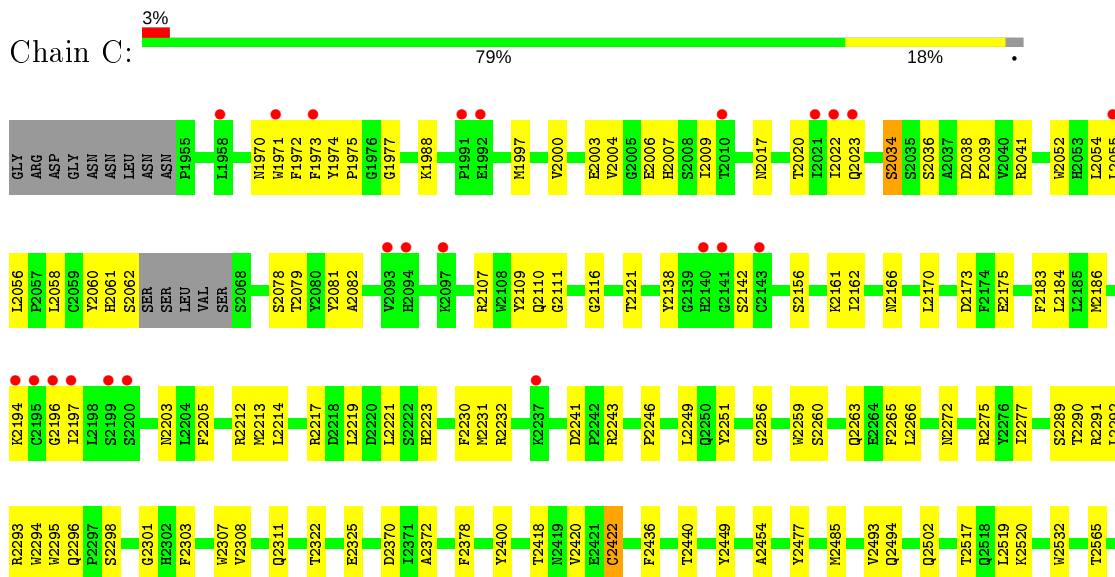 3%
Chain C:
79% 18% •
GLY ARG ASP GLY ASN ASN LEU ASN ASN P1955 L1958 N1970 W1971 F1972 F1973 Y1974 P1975 G1976 G1977 K1988 P1991 E1992 M1997 V2000 E2003 V2004 G2005 E2006 H2007 S2008 I2009 T2010 N2017 T2020 I2021 I2022 Q2023 S2034 S2035 S2036 A2037 D2038 P2039 V2040 R2041 W2052 H2053 L2054
L2056 P2057 L2058 C2059 Y2060 H2061 S2062 SER SER LEU VAL SER S2068 S2078 T2079 Y2080 Y2081 A2082 V2093 H2094 K2097 R2107 W2108 Y2109 Q2110 G2111 G2116 T2121 Y2138 G2139 H2140 G2141 S2142 C2143 S2156 K2161 I2162 N2166 L2170 D2173 F2174 E2175 F2183 L2184 L2185 M2186
K2194 C2195 G2196 I2197 L2198 S2199 S2200 N2203 L2204 F2205 R2212 M2213 L2214 R2217 D2218 L2219 D2220 L2221 S2222 H2223 F2230 M2231 R2232 K2237 D2241 P2242 R2243 P2246 L2249 Q2250 Y2251 G2256 W2259 S2260 Q2263 E2264 F2265 L2266 N2272 R2275 Y2276 I2277 S2289 T2290 R2291
R2293 W2294 W2295 Q2296 P2297 S2298 G2301 H2302 F2303 W2307 V2308 Q2311 T2322 E2325 D2370 I2371 A2372 F2378 Y2400 T2418 N2419 V2420 E2421 C2422 F2436 T2440 Y2449 A2454 Y2477 M2485 V2493 Q2494 Q2502 T2517 Q2518 L2519 K2520 W2532 T2565